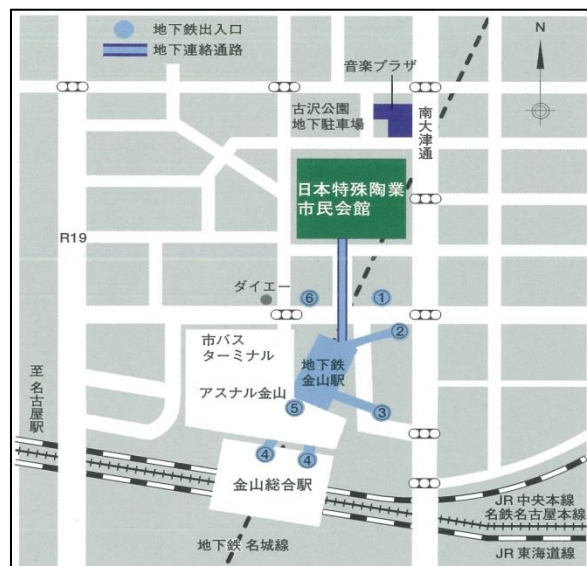 地下鉄出入口
地下連絡通路
N
音楽プラザ
古沢公園
地下駐車場
南大津通
日本特殊陶業
市民会館
R19
ダイエー
⑥
①
②
市バス
ターミナル
地下鉄
金山駅
至 名古屋駅
アスナル金山
⑤
③
④
④
金山総合駅
JR 中央本線
名鉄名古屋本線
地下鉄 名城線
JR 東海道線